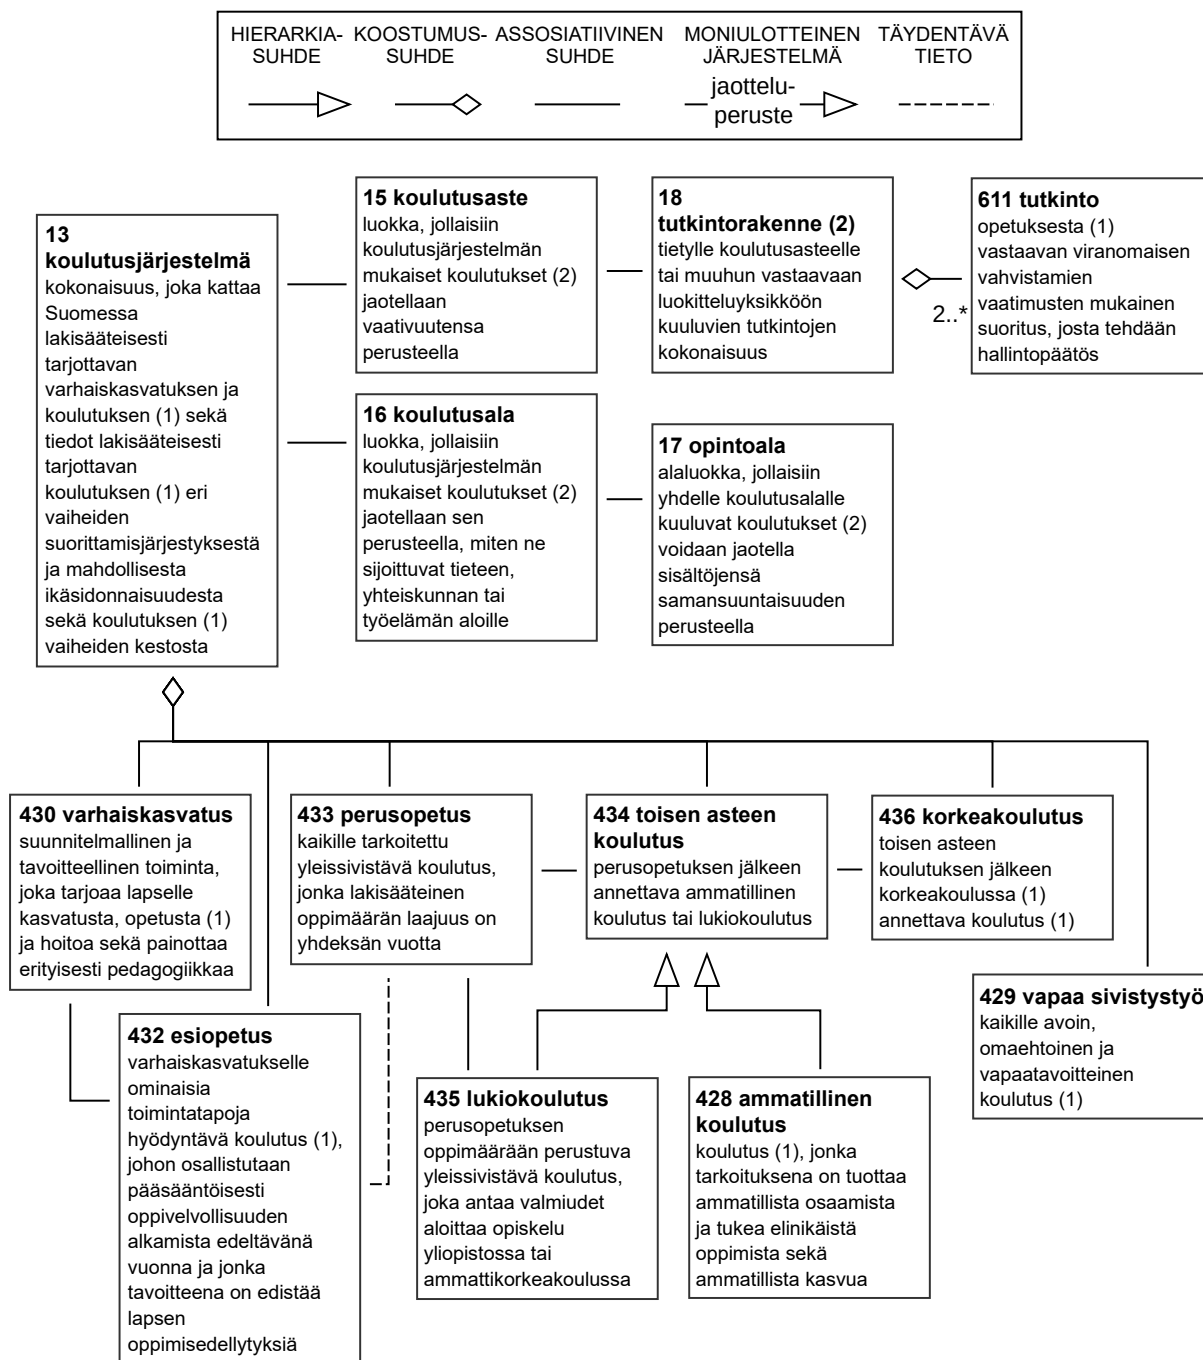 HIERARKIA-
SUHDE
KOOSTUMUS-
SUHDE
ASSOSIATIIVINEN
SUHDE
MONIULOTTEINEN
JÄRJESTELMÄ
jaottelu-
peruste
TÄYDENTÄVÄ
TIETO
13
koulutusjärjestelmä
kokonaisuus, joka kattaa
Suomessa
lakisääteisesti
tarjottavan
varhaiskasvatuksen ja
koulutuksen (1) sekä
tiedot lakisääteisesti
tarjottavan
koulutuksen (1) eri
vaiheiden
suorittamisjärjestyksestä
ja mahdollisesta
ikäsidonnaisuudesta
sekä koulutuksen (1)
vaiheiden kestosta
15 koulutusaste
luokka, jollaisiin
koulutusjärjestelmän
mukaiset koulutukset (2)
jaotellaan
vaativuutensa
perusteella
18
tutkintorakenne (2)
tietylle koulutusasteelle
tai muuhun vastaavaan
luokitteluyksikköön
kuuluvien tutkintojen
kokonaisuus
2..*
611 tutkinto
opetuksesta (1)
vastaavan viranomaisen
vahvistamien
vaatimusten mukainen
suoritus, josta tehdään
hallintopäätös
16 koulutusala
luokka, jollaisiin
koulutusjärjestelmän
mukaiset koulutukset (2)
jaotellaan sen
perusteella, miten ne
sijoittuvat tieteen,
yhteiskunnan tai
työelämän aloille
17 opintoala
alaluokka, jollaisiin
yhdelle koulutusalalle
kuuluvat koulutukset (2)
voidaan jaotella
sisältöjensä
samansuuntaisuuden
perusteella
430 varhaiskasvatus
suunnitelmallinen ja
tavoitteellinen toiminta,
joka tarjoaa lapselle
kasvatusta, opetusta (1)
ja hoitoa sekä painottaa
erityisesti pedagogiikkaa
433 perusopetus
kaikille tarkoitettu
yleissivistävä koulutus,
jonka lakisääteinen
oppimäärän laajuus on
yhdeksän vuotta
434 toisen asteen
koulutus
perusopetuksen jälkeen
annettava ammatillinen
koulutus tai lukiokoulutus
436 korkeakoulutus
toisen asteen
koulutuksen jälkeen
korkeakoulussa (1)
annettava koulutus (1)
429 vapaa sivistystyö
kaikille avoin,
omaehtoinen ja
vapaatavoitteinen
koulutus (1)
432 esiopetus
varhaiskasvatukselle
ominaisia
toimintatapoja
hyödyntävä koulutus (1),
johon osallistutaan
pääsääntöisesti
oppivelvollisuuden
alkamista edeltävänä
vuonna ja jonka
tavoitteena on edistää
lapsen
oppimisedellytyksiä
435 lukiokoulutus
perusopetuksen
oppimäärään perustuva
yleissivistävä koulutus,
joka antaa valmiudet
aloittaa opiskelu
yliopistossa tai
ammattikorkeakoulussa
428 ammatillinen
koulutus
koulutus (1), jonka
tarkoituksena on tuottaa
ammatillista osaamista
ja tukea elinikäistä
oppimista sekä
ammatillista kasvua